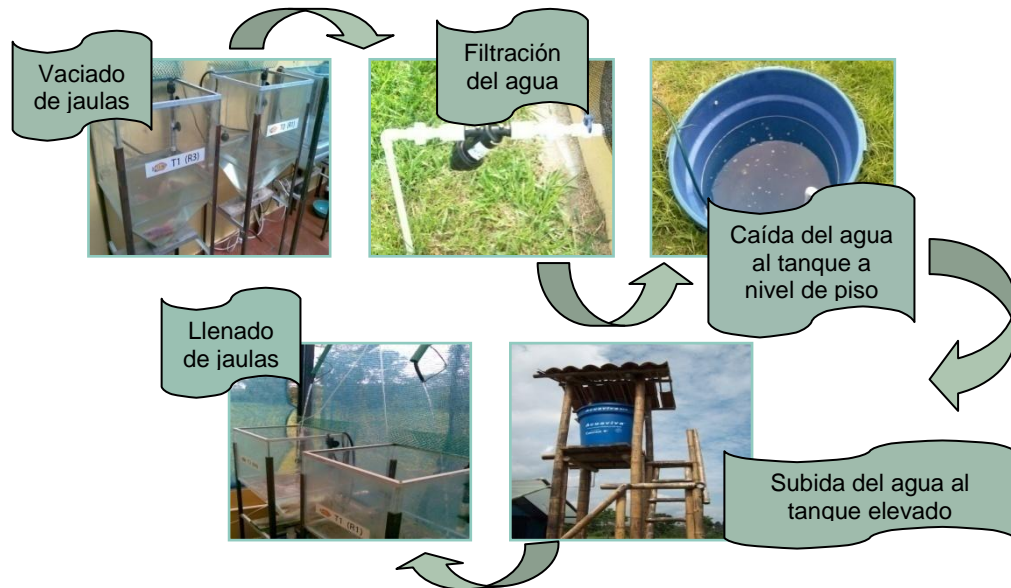 Vaciado
de jaulas
Filtración
del agua
T1 (R3)
Caída del agua
al tanque a
nivel de piso
Llenado
de jaulas
T1 (R1)
Acuaviva
Subida del agua al
tanque elevado